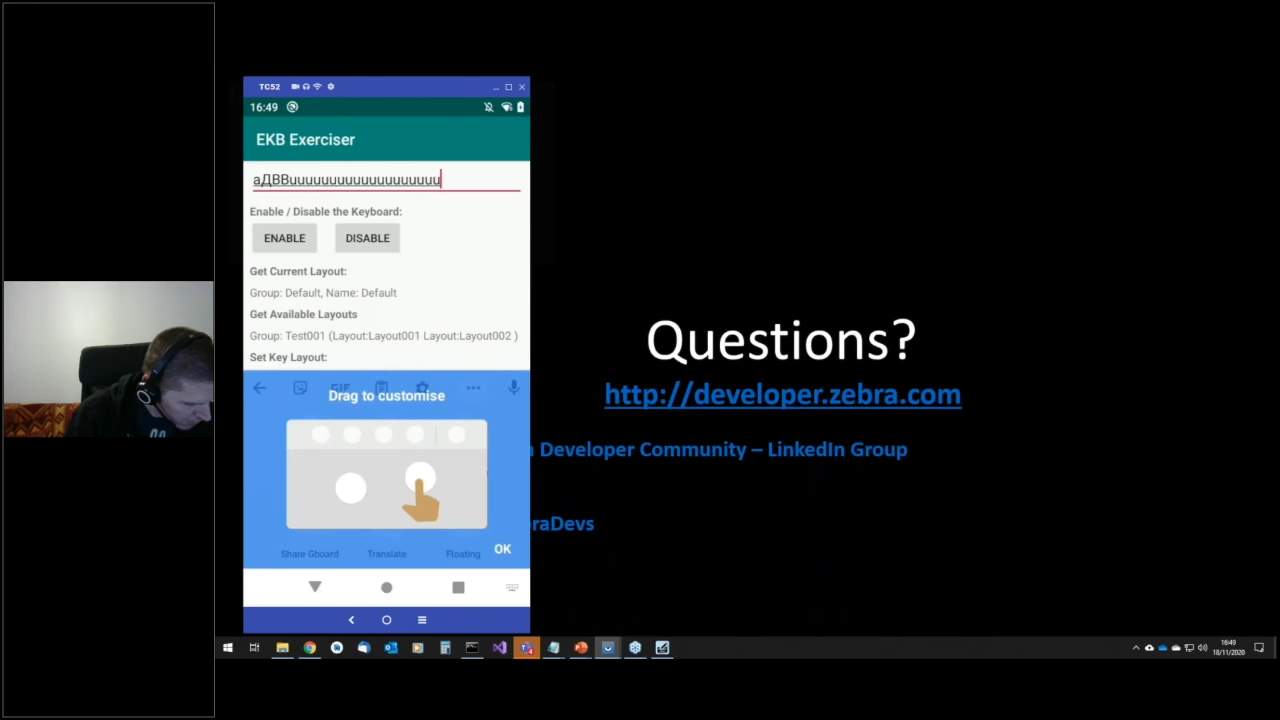 TC52
16:49
EKB Exerciser
аДВВuuuuuuuuuuuuuuuuuuu
Enable / Disable the Keyboard:
ENABLE
DISABLE
Get Current Layout:
Group: Default, Name: Default
Get Available Layouts
Group: Test001 (Layout:Layout001 Layout:Layout002 )
Set Key Layout:
GIF
Drag to customise
Share Gboard
Translate
Floating
OK
Questions?
http://developer.zebra.com
Developer Community – LinkedIn Group
raDevs
16:49
18/11/2020